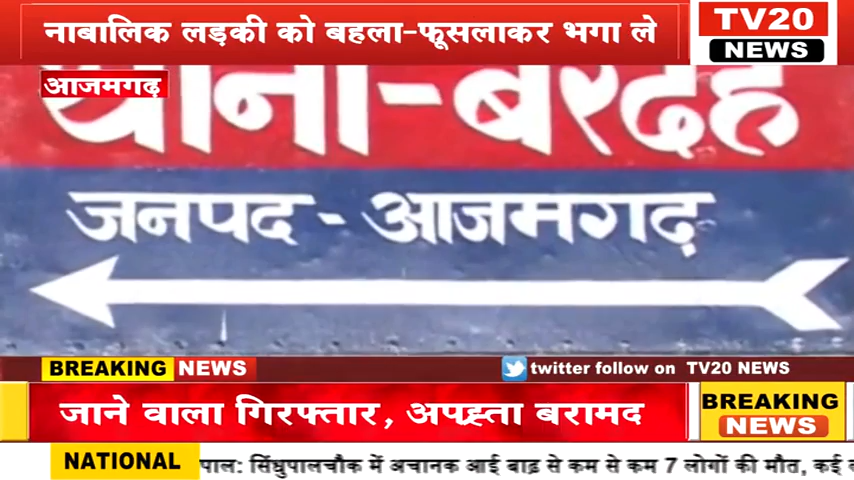 नाबालिक लड़की को बहला-फूसलाकर भगा ले
TV20
NEWS
आजमगढ़
थाना-बरदह
जनपद-आजमगढ़
BREAKING NEWS
twitter follow on TV20 NEWS
जाने वाला गिरफ्तार, अपह्ता बरामद
BREAKING
NEWS
NATIONAL
पाल: सिंधुपालचौक में अचानक आई बाढ़ से कम से कम 7 लोगों की मौत, कई